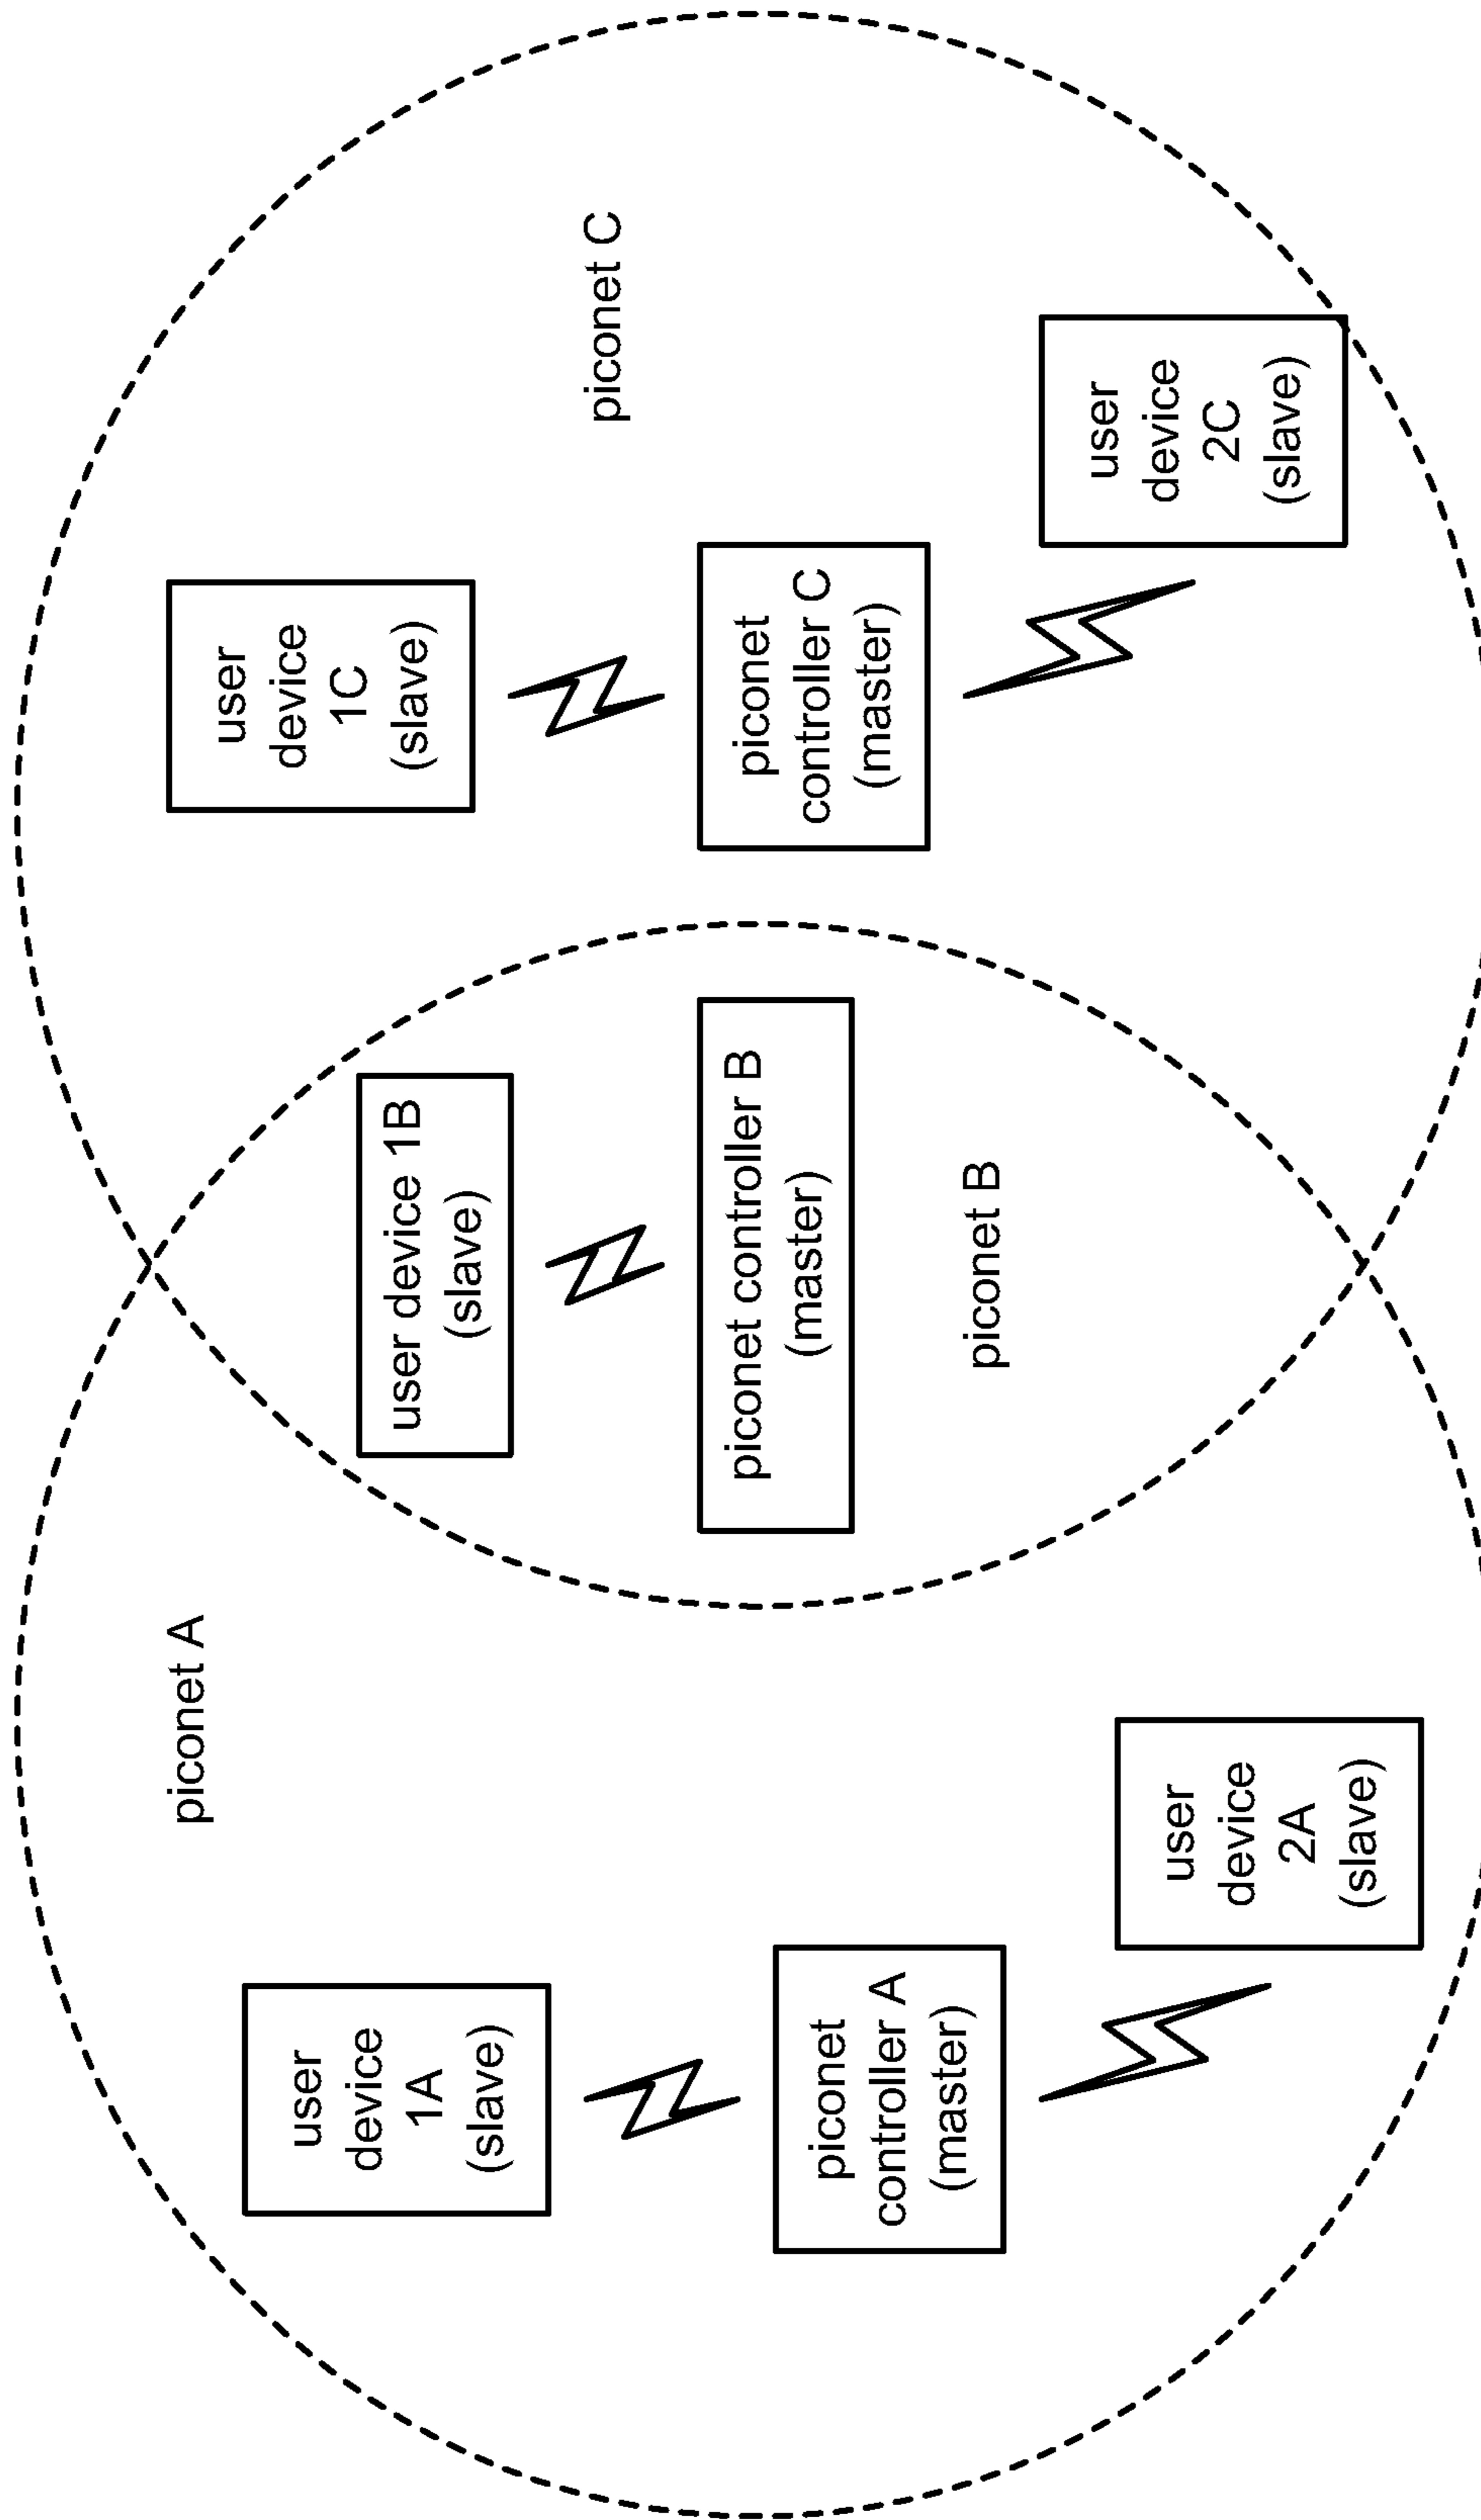 piconet A
user
device
1A
(slave)
piconet
controller A
(master)
user
device
2A
(slave)
user device 1B
(slave)
piconet controller B
(master)
piconet B
user
device
1C
(slave)
piconet C
piconet
controller C
(master)
user
device
2C
(slave)